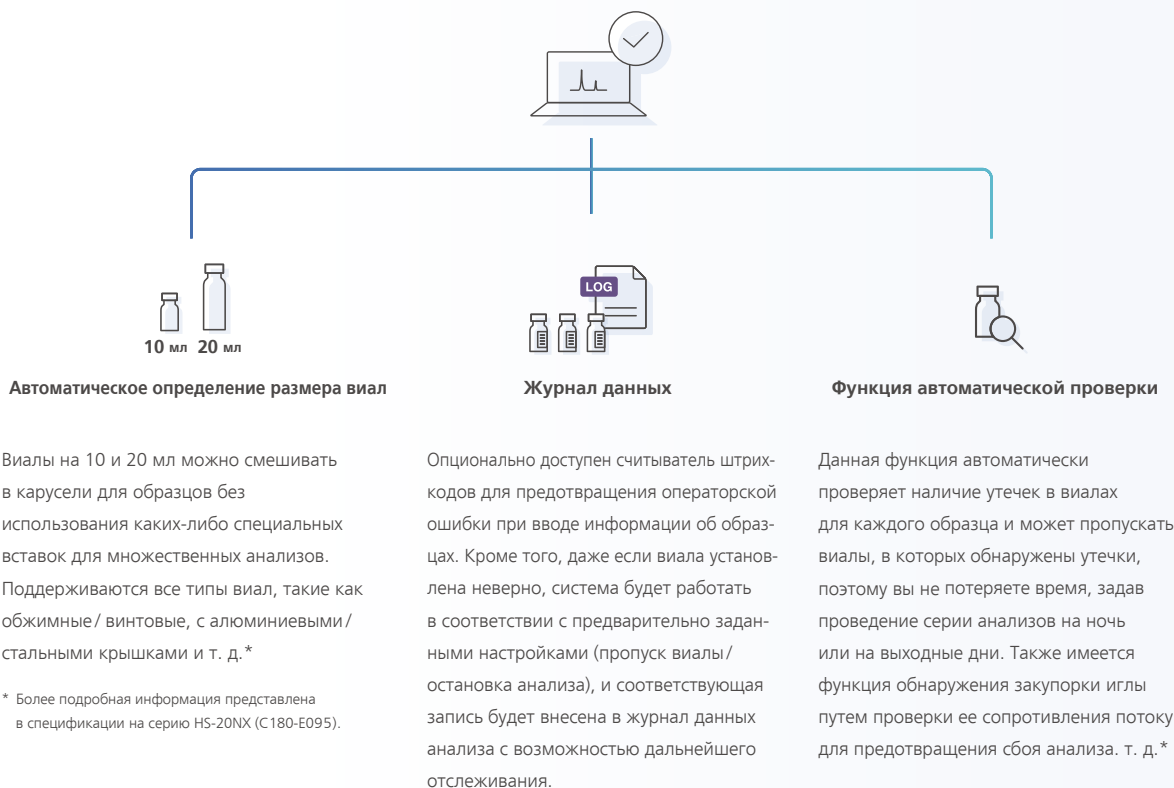 LOG
10 мл 20 мл
Автоматическое определение размера виал
Виалы на 10 и 20 мл можно смешивать
в карусели для образцов без
использования каких-либо специальных
вставок для множественных анализов.
Поддерживаются все типы виал, такие как
обжимные/ винтовые, с алюминиевыми/
стальными крышками и т. д.*
* Более подробная информация представлена
в спецификации на серию HS-20NX (C180-E095).
Журнал данных
Опционально доступен считыватель штрих-
кодов для предотвращения операторской
ошибки при вводе информации об образ-
цах. Кроме того, даже если виала установ-
лена неверно, система будет работать
в соответствии с предварительно задан-
ными настройками (пропуск виалы/
остановка анализа), и соответствующая
запись будет внесена в журнал данных
анализа с возможностью дальнейшего
отслеживания.
Функция автоматической проверки
Данная функция автоматически
проверяет наличие утечек в виалах
для каждого образца и может пропускать
виалы, в которых обнаружены утечки,
поэтому вы не потеряете время, задав
проведение серии анализов на ночь
или на выходные дни. Также имеется
функция обнаружения закупорки иглы
путем проверки ее сопротивления потоку
для предотвращения сбоя анализа. т. д.*